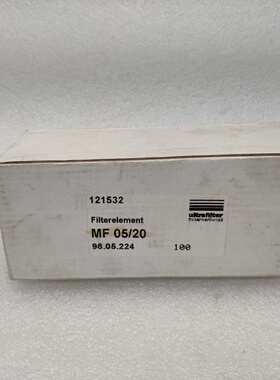 121532
Filterelement
MF 05/20
98.05.224 100
ultrafilter